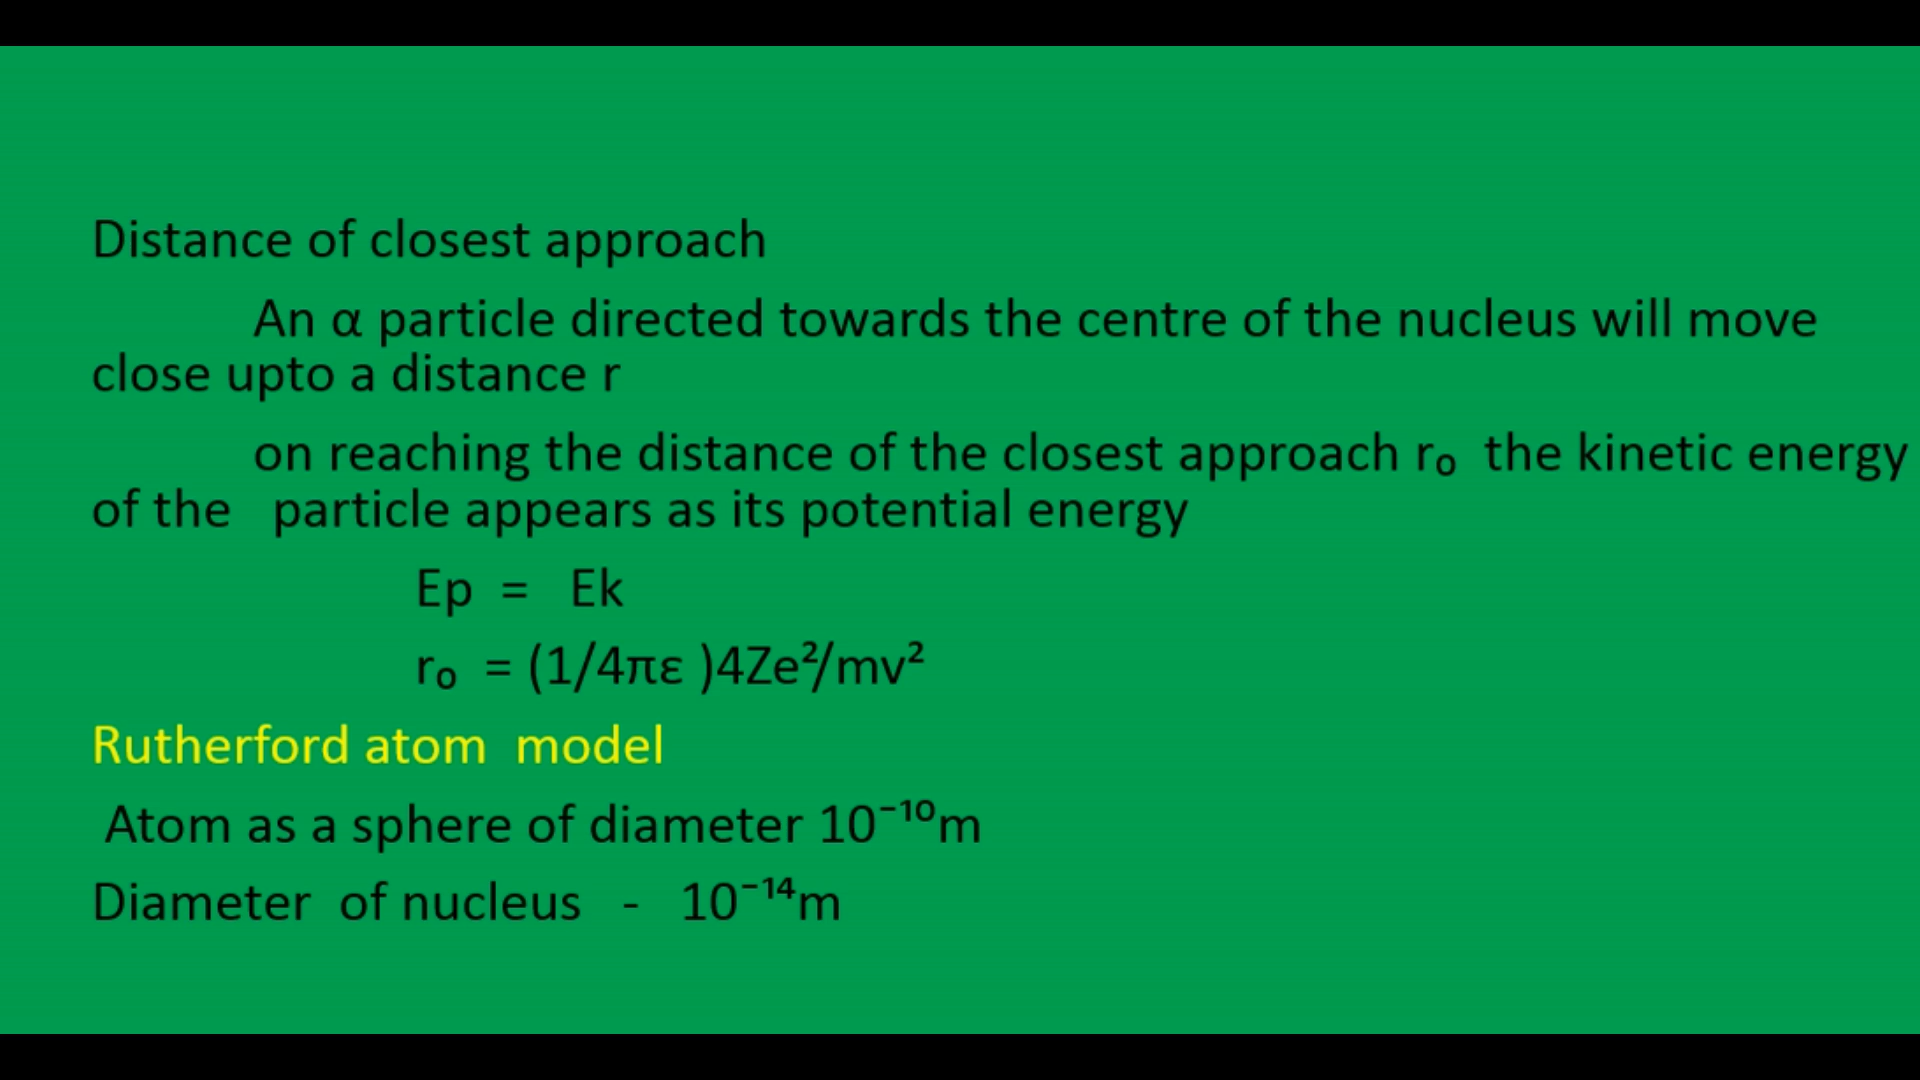 Distance of closest approach
An α particle directed towards the centre of the nucleus will move
close upto a distance r
on reaching the distance of the closest approach r₀ the kinetic energy
of the particle appears as its potential energy
Ep = Ek
r₀ = (1/4πε )4Ze²/mv²
Rutherford atom model
Atom as a sphere of diameter 10⁻¹⁰m
Diameter of nucleus - 10⁻¹⁴m